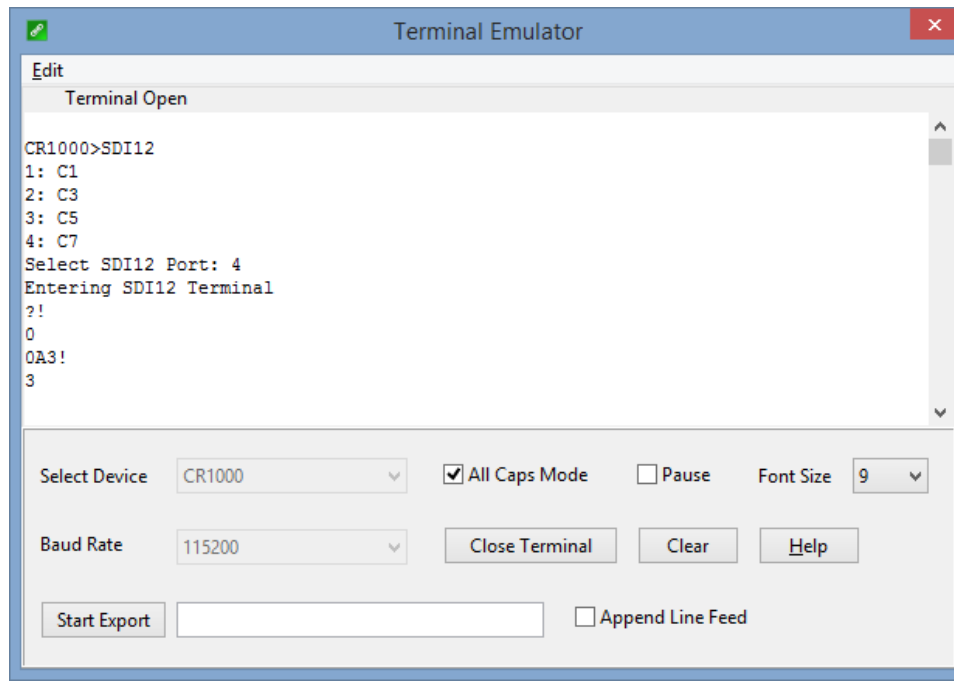 Terminal Emulator
Edit
Terminal Open
CR1000>SDI12
1: C1
2: C3
3: C5
4: C7
Select SDI12 Port: 4
Entering SDI12 Terminal
?!
0
0A3!
3
Select Device CR1000 All Caps Mode Pause Font Size 9
Baud Rate 115200 Close Terminal Clear Help
Start Export Append Line Feed